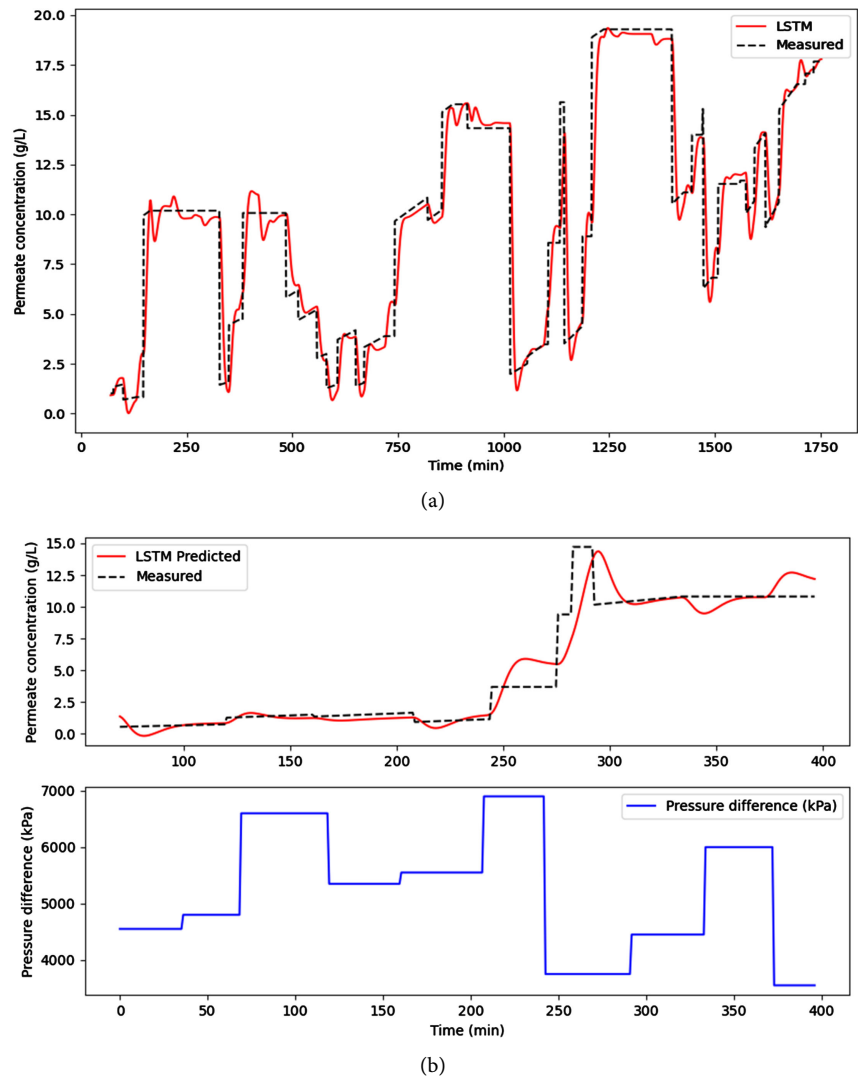 20.0
17.5
15.0
12.5
10.0
7.5
5.0
2.5
0.0
Permeate concentration (g/L)
LSTM
Measured
0 250 500 750 1000 1250 1500 1750
Time (min)
(a)
15.0
12.5
10.0
7.5
5.0
2.5
0.0
Permeate concentration (g/L)
LSTM Predicted
Measured
100 150 200 250 300 350 400
7000
6000
5000
4000
Pressure difference (kPa)
Pressure difference (kPa)
0 50 100 150 200 250 300 350 400
Time (min)
(b)